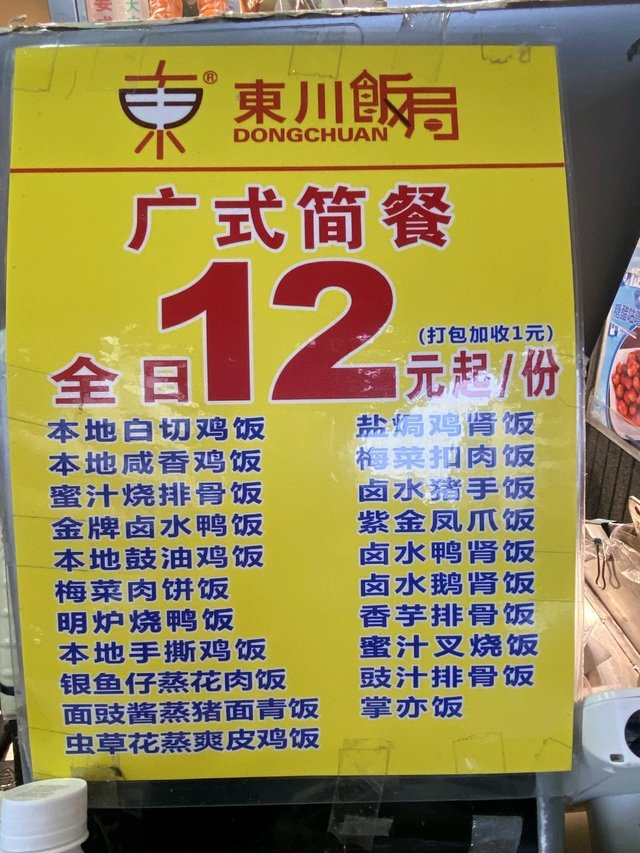 東川飯局
DONGCHUAN
广式简餐
(打包加收1元)
全日12元起/份
本地白切鸡饭
本地咸香鸡饭
蜜汁烧排骨饭
金牌卤水鸭饭
本地鼓油鸡饭
梅菜肉饼饭
明炉烧鸭饭
本地手撕鸡饭
银鱼仔蒸花肉饭
面豉酱蒸猪面青饭
虫草花蒸爽皮鸡饭
盐焗鸡肾饭
梅菜扣肉饭
卤水猪手饭
紫金凤爪饭
卤水鸭肾饭
卤水鹅肾饭
香芋排骨饭
蜜汁叉烧饭
豉汁排骨饭
掌亦饭